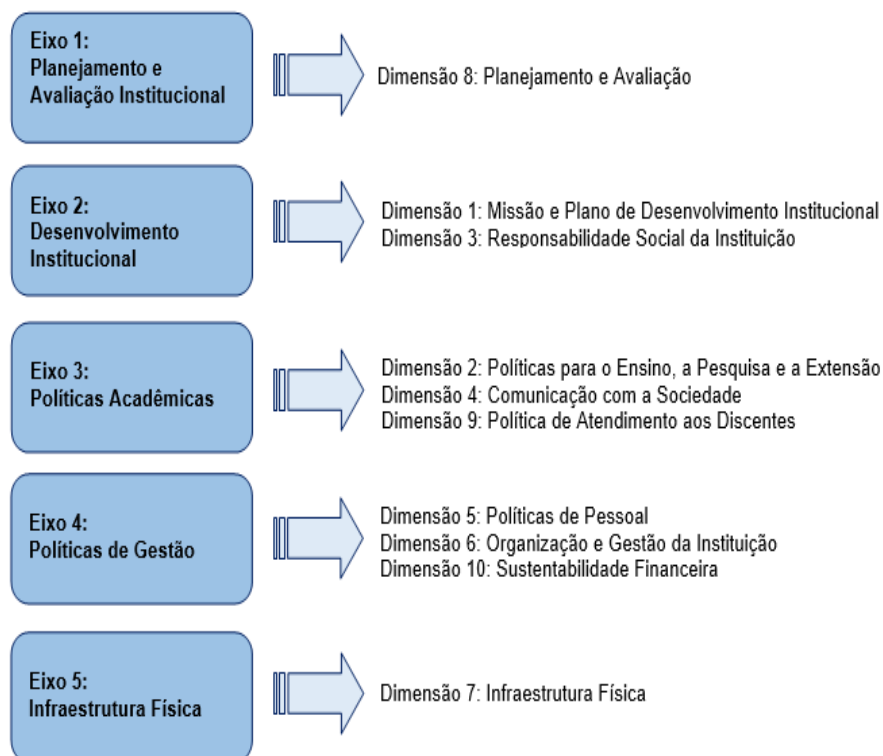 Eixo 1:
Planejamento e
Avaliação Institucional
Dimensão 8: Planejamento e Avaliação
Eixo 2:
Desenvolvimento
Institucional
Dimensão 1: Missão e Plano de Desenvolvimento Institucional
Dimensão 3: Responsabilidade Social da Instituição
Eixo 3:
Políticas Acadêmicas
Dimensão 2: Políticas para o Ensino, a Pesquisa e a Extensão
Dimensão 4: Comunicação com a Sociedade
Dimensão 9: Política de Atendimento aos Discentes
Eixo 4:
Políticas de Gestão
Dimensão 5: Políticas de Pessoal
Dimensão 6: Organização e Gestão da Instituição
Dimensão 10: Sustentabilidade Financeira
Eixo 5:
Infraestrutura Física
Dimensão 7: Infraestrutura Física